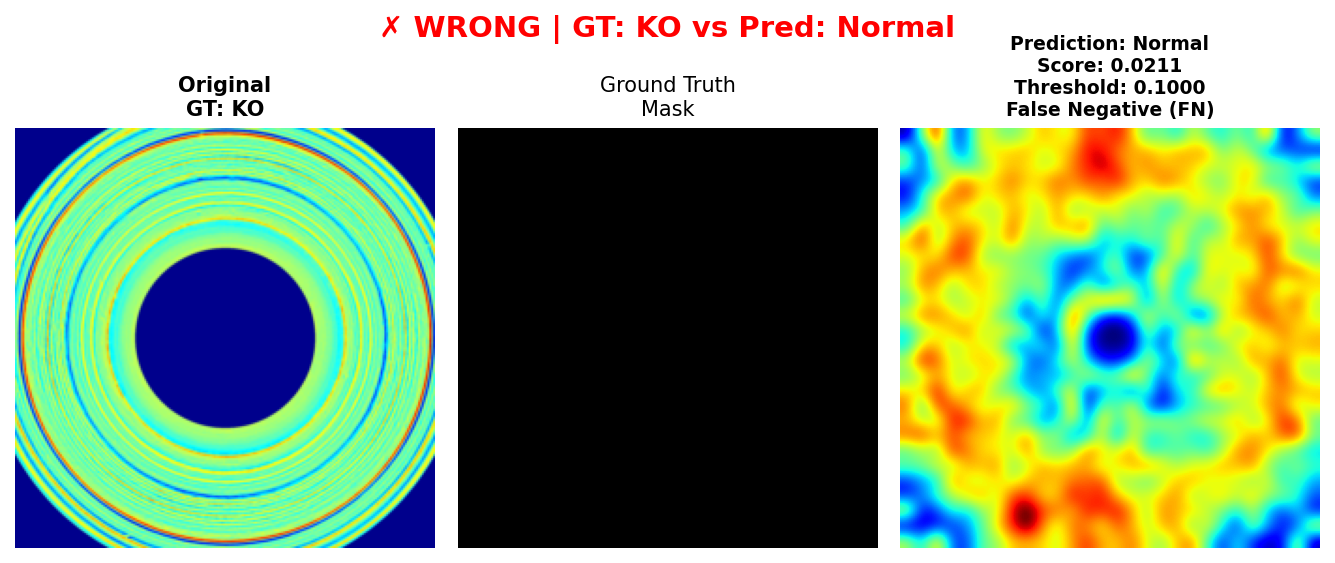 ✗ WRONG | GT: KO vs Pred: Normal
Original
GT: KO
Ground Truth
Mask
Prediction: Normal
Score: 0.0211
Threshold: 0.1000
False Negative (FN)